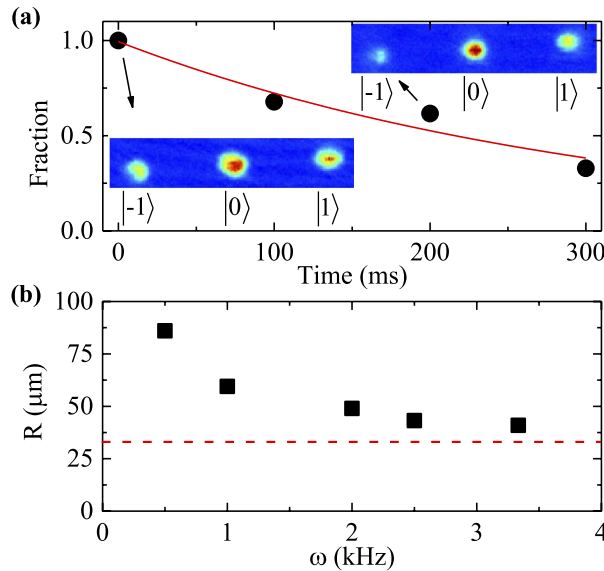 (a)
1.0
0.5
0.0
Fraction
|-1⟩ |0⟩ |1⟩
|-1⟩ |0⟩ |1⟩
0 100 200 300
Time (ms)
(b)
100
75
50
25
0
R (μm)
0 1 2 3 4
ω (kHz)